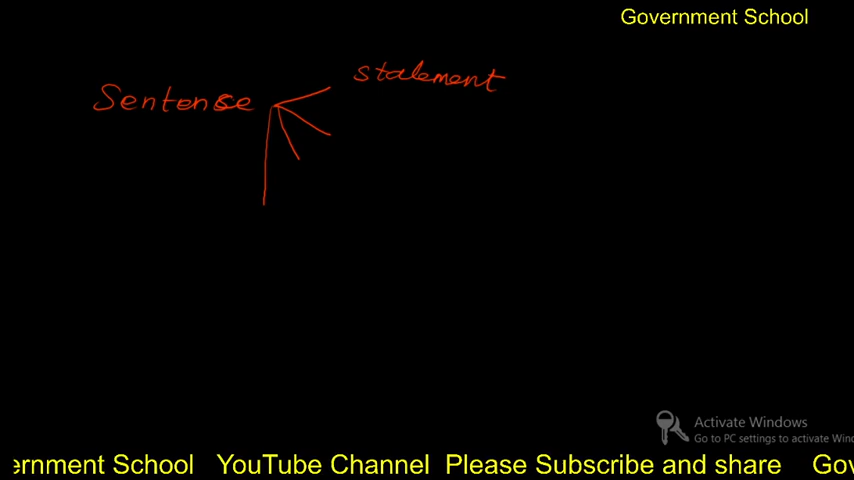 Government School
statement
Sentence
Activate Windows
Go to PC settings to activate Win
ernment School YouTube Channel Please Subscribe and share Gov